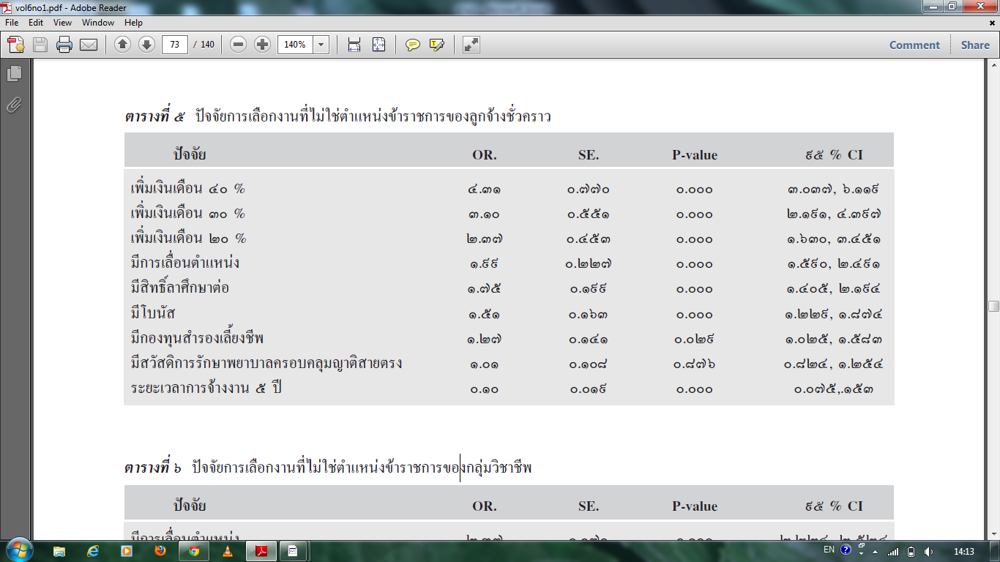 vol6no1.pdf - Adobe Reader
File Edit View Window Help
73 / 140 140% Comment Share
ตารางที่ ๕ ปัจจัยการเลือกงานที่ไม่ใช่ตำแหน่งข้าราชการของลูกจ้างชั่วคราว
ปัจจัย OR. SE. P-value ๙๕ % CI
เพิ่มเงินเดือน ๔๐ % ๔.๓๑ ๐.๗๗๐ ๐.๐๐๐ ๓.๐๓๗, ๖.๑๑๙
เพิ่มเงินเดือน ๓๐ % ๓.๑๐ ๐.๕๕๑ ๐.๐๐๐ ๒.๑๙๑, ๔.๓๙๗
เพิ่มเงินเดือน ๒๐ % ๒.๓๗ ๐.๔๕๓ ๐.๐๐๐ ๑.๖๓๐, ๓.๔๕๑
มีการเลื่อนตำแหน่ง ๑.๙๙ ๐.๒๒๗ ๐.๐๐๐ ๑.๕๙๐, ๒.๔๙๑
มีสิทธิ์ลาศึกษาต่อ ๑.๗๕ ๐.๑๙๙ ๐.๐๐๐ ๑.๔๐๕, ๒.๑๙๔
มีโบนัส ๑.๕๑ ๐.๑๖๓ ๐.๐๐๐ ๑.๒๒๙, ๑.๘๗๔
มีกองทุนสำรองเลี้ยงชีพ ๑.๒๗ ๐.๑๔๑ ๐.๐๒๙ ๑.๐๒๕, ๑.๕๘๓
มีสวัสดิการรักษาพยาบาลครอบคลุมญาติสายตรง ๑.๐๑ ๐.๑๐๘ ๐.๘๗๖ ๐.๘๒๔, ๑.๒๕๔
ระยะเวลาการจ้างงาน ๕ ปี ๐.๑๐ ๐.๐๑๙ ๐.๐๐๐ ๐.๐๗๕,.๑๕๓
ตารางที่ ๖ ปัจจัยการเลือกงานที่ไม่ใช่ตำแหน่งข้าราชการของกลุ่มวิชาชีพ
ปัจจัย OR. SE. P-value ๙๕ % CI
มีการเลื่อนตำแหน่ง
EN 14:13